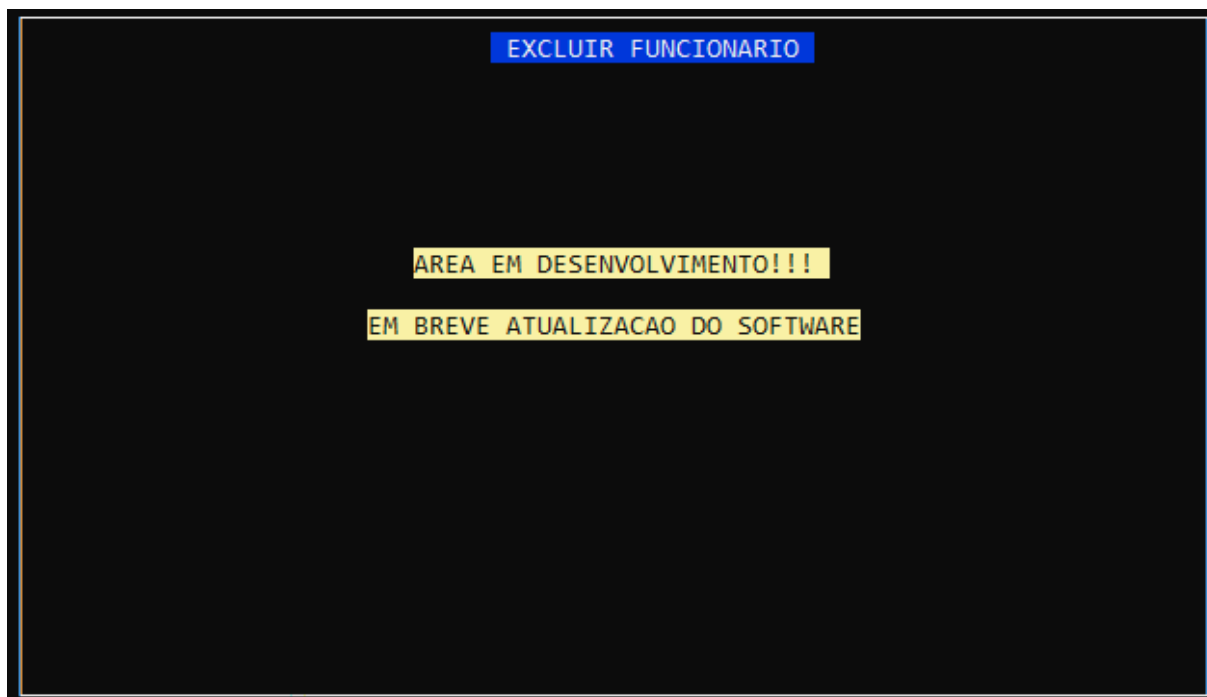 EXCLUIR FUNCIONARIO
AREA EM DESENVOLVIMENTO!!!
EM BREVE ATUALIZACAO DO SOFTWARE